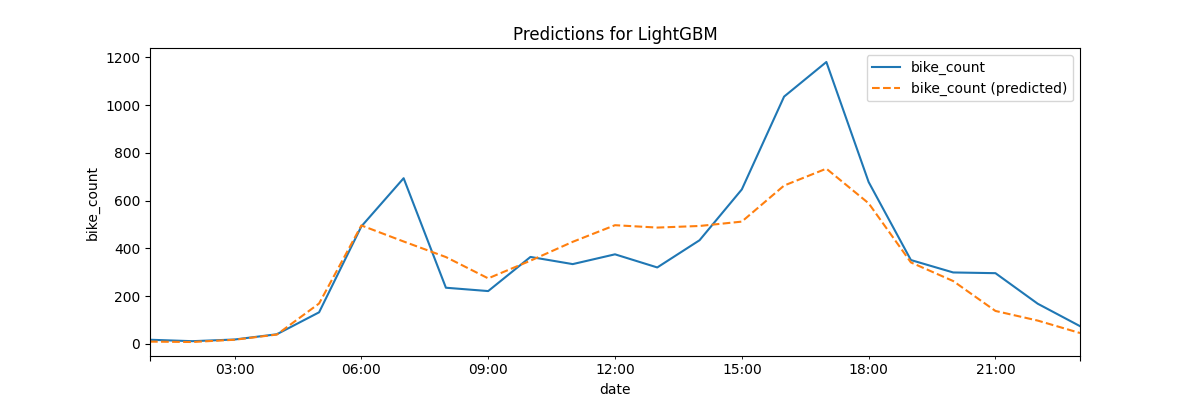 Predictions for LightGBM
bike_count
bike_count (predicted)
1200
1000
800
600
400
200
0
bike_count
03:00
06:00
09:00
12:00
15:00
18:00
21:00
date